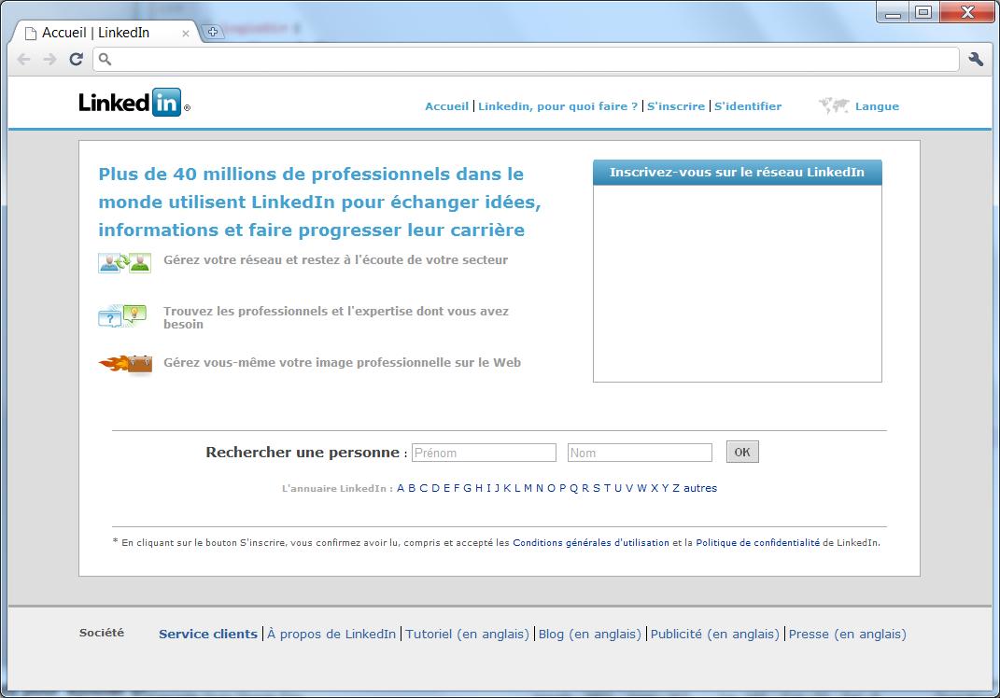 Accueil | LinkedIn
Linked in ®
Accueil | Linkedin, pour quoi faire ? | S'inscrire | S'identifier Langue
Plus de 40 millions de professionnels dans le
monde utilisent LinkedIn pour échanger idées,
informations et faire progresser leur carrière
Inscrivez-vous sur le réseau LinkedIn
Gérez votre réseau et restez à l'écoute de votre secteur
Trouvez les professionnels et l'expertise dont vous avez
besoin
Gérez vous-même votre image professionnelle sur le Web
Rechercher une personne : Prénom Nom OK
L'annuaire LinkedIn : A B C D E F G H I J K L M N O P Q R S T U V W X Y Z autres
* En cliquant sur le bouton S'inscrire, vous confirmez avoir lu, compris et accepté les Conditions générales d'utilisation et la Politique de confidentialité de LinkedIn.
Société Service clients | À propos de LinkedIn | Tutoriel (en anglais) | Blog (en anglais) | Publicité (en anglais) | Presse (en anglais)